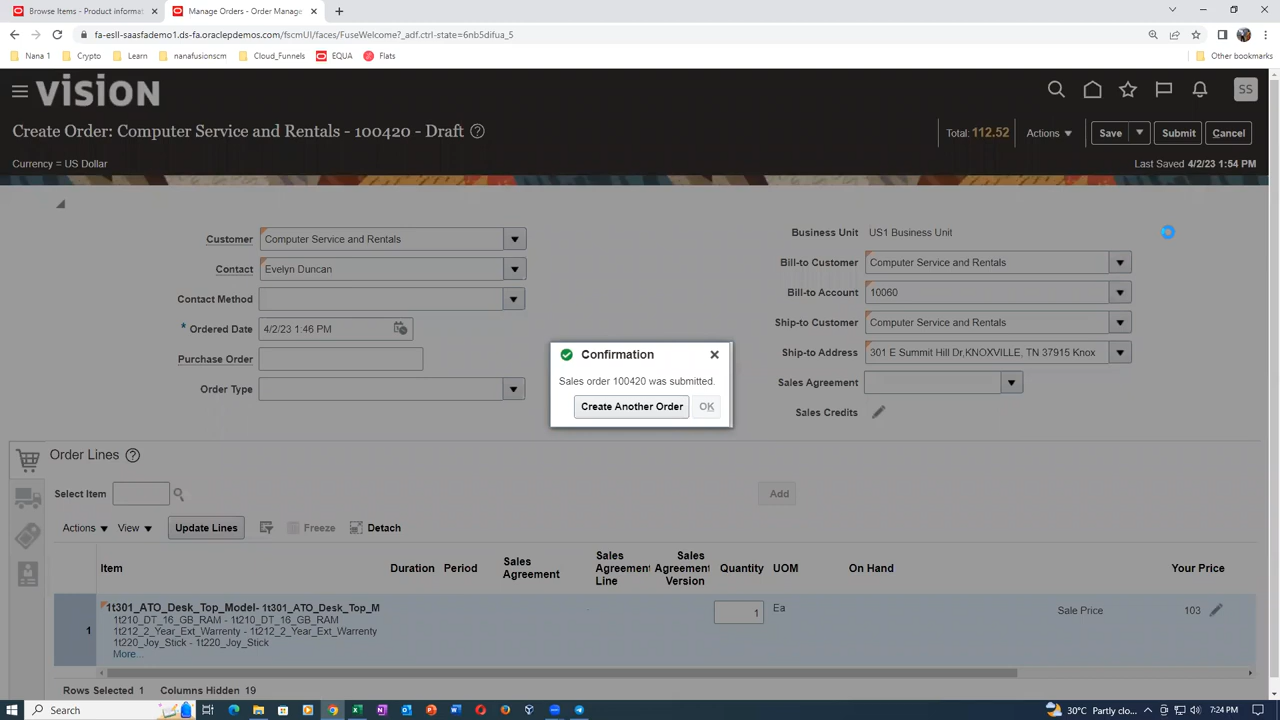 Browse Items - Product informat
Manage Orders - Order Manage
fa-esll-saasfademo1.ds-fa.oraclepdemos.com/fscmUI/faces/FuseWelcome?_adf.ctrl-state=6nb5difua_5
Nana 1
Crypto
Learn
nanafusionscm
Cloud_Funnels
EQUA
Flats
Other bookmarks
VISION
SS
Create Order: Computer Service and Rentals - 100420 - Draft
Total: 112.52
Actions
Save
Submit
Cancel
Currency = US Dollar
Last Saved 4/2/23 1:54 PM
Customer Computer Service and Rentals
Contact Evelyn Duncan
Contact Method
* Ordered Date 4/2/23 1:46 PM
Purchase Order
Order Type
Business Unit US1 Business Unit
Bill-to Customer Computer Service and Rentals
Bill-to Account 10060
Ship-to Customer Computer Service and Rentals
Ship-to Address 301 E Summit Hill Dr,KNOXVILLE, TN 37915 Knox
Sales Agreement
Sales Credits
Confirmation
Sales order 100420 was submitted.
Create Another Order OK
Order Lines
Select Item
Add
Actions View Update Lines Freeze Detach
Item Duration Period Sales Agreement Sales Agreement Line Sales Agreement Version Quantity UOM On Hand Your Price
1
1t301_ATO_Desk_Top_Model- 1t301_ATO_Desk_Top_M
1t210_DT_16_GB_RAM - 1t210_DT_16_GB_RAM
1t212_2_Year_Ext_Warrenty - 1t212_2_Year_Ext_Warrenty
1t220_Joy_Stick - 1t220_Joy_Stick
More...
1 Ea Sale Price 103
Rows Selected 1 Columns Hidden 19
Search
30°C Partly clo...
7:24 PM